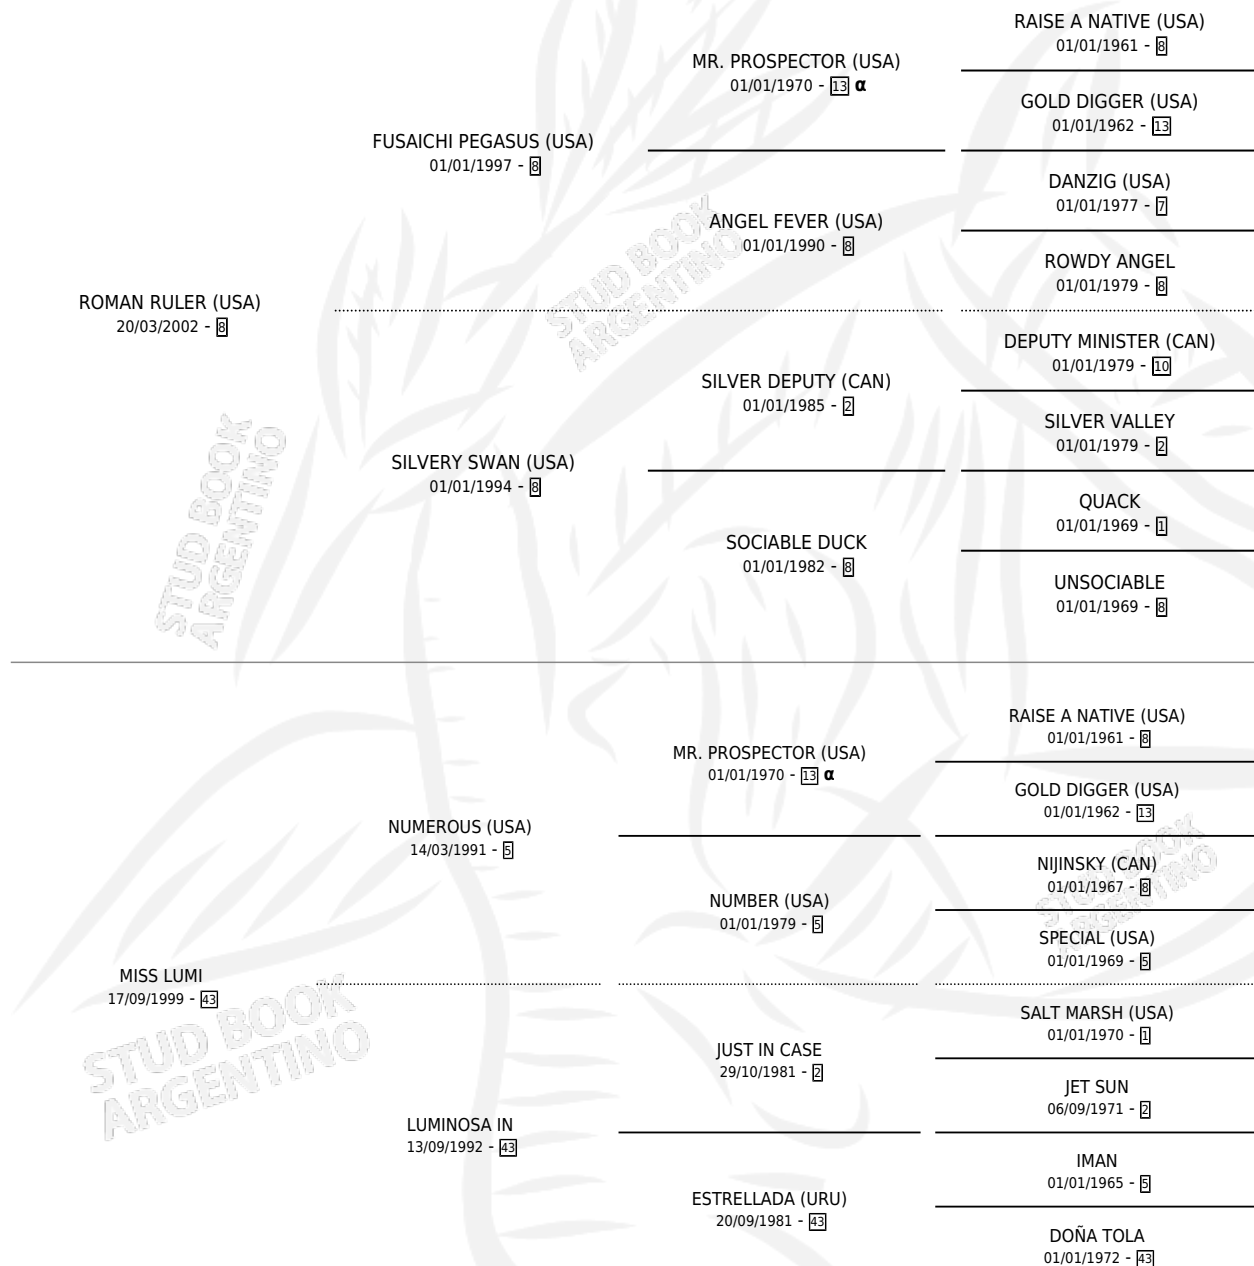 RAISE A NATIVE (USA)
01/01/1961 - 8
MR. PROSPECTOR (USA)
01/01/1970 - 13 α
GOLD DIGGER (USA)
01/01/1962 - 13
FUSAICHI PEGASUS (USA)
01/01/1997 - 8
DANZIG (USA)
01/01/1977 - 7
ANGEL FEVER (USA)
01/01/1990 - 8
ROWDY ANGEL
01/01/1979 - 8
ROMAN RULER (USA)
20/03/2002 - 8
DEPUTY MINISTER (CAN)
01/01/1979 - 10
SILVER DEPUTY (CAN)
01/01/1985 - 2
SILVER VALLEY
01/01/1979 - 2
SILVERY SWAN (USA)
01/01/1994 - 8
QUACK
01/01/1969 - 1
SOCIABLE DUCK
01/01/1982 - 8
UNSOCIABLE
01/01/1969 - 8
STUD BOOK
ARGENTINO
STUD BOOK
ARGENTINO
RAISE A NATIVE (USA)
01/01/1961 - 8
MR. PROSPECTOR (USA)
01/01/1970 - 13 α
GOLD DIGGER (USA)
01/01/1962 - 13
NUMEROUS (USA)
14/03/1991 - 5
NIJINSKY (CAN)
01/01/1967 - 8
NUMBER (USA)
01/01/1979 - 5
SPECIAL (USA)
01/01/1969 - 5
MISS LUMI
17/09/1999 - 43
SALT MARSH (USA)
01/01/1970 - 1
JUST IN CASE
29/10/1981 - 2
JET SUN
06/09/1971 - 2
LUMINOSA IN
13/09/1992 - 43
IMAN
01/01/1965 - 5
ESTRELLADA (URU)
20/09/1981 - 43
DOÑA TOLA
01/01/1972 - 43
STUD BOOK
ARGENTINO
STUD BOOK
ARGENTINO